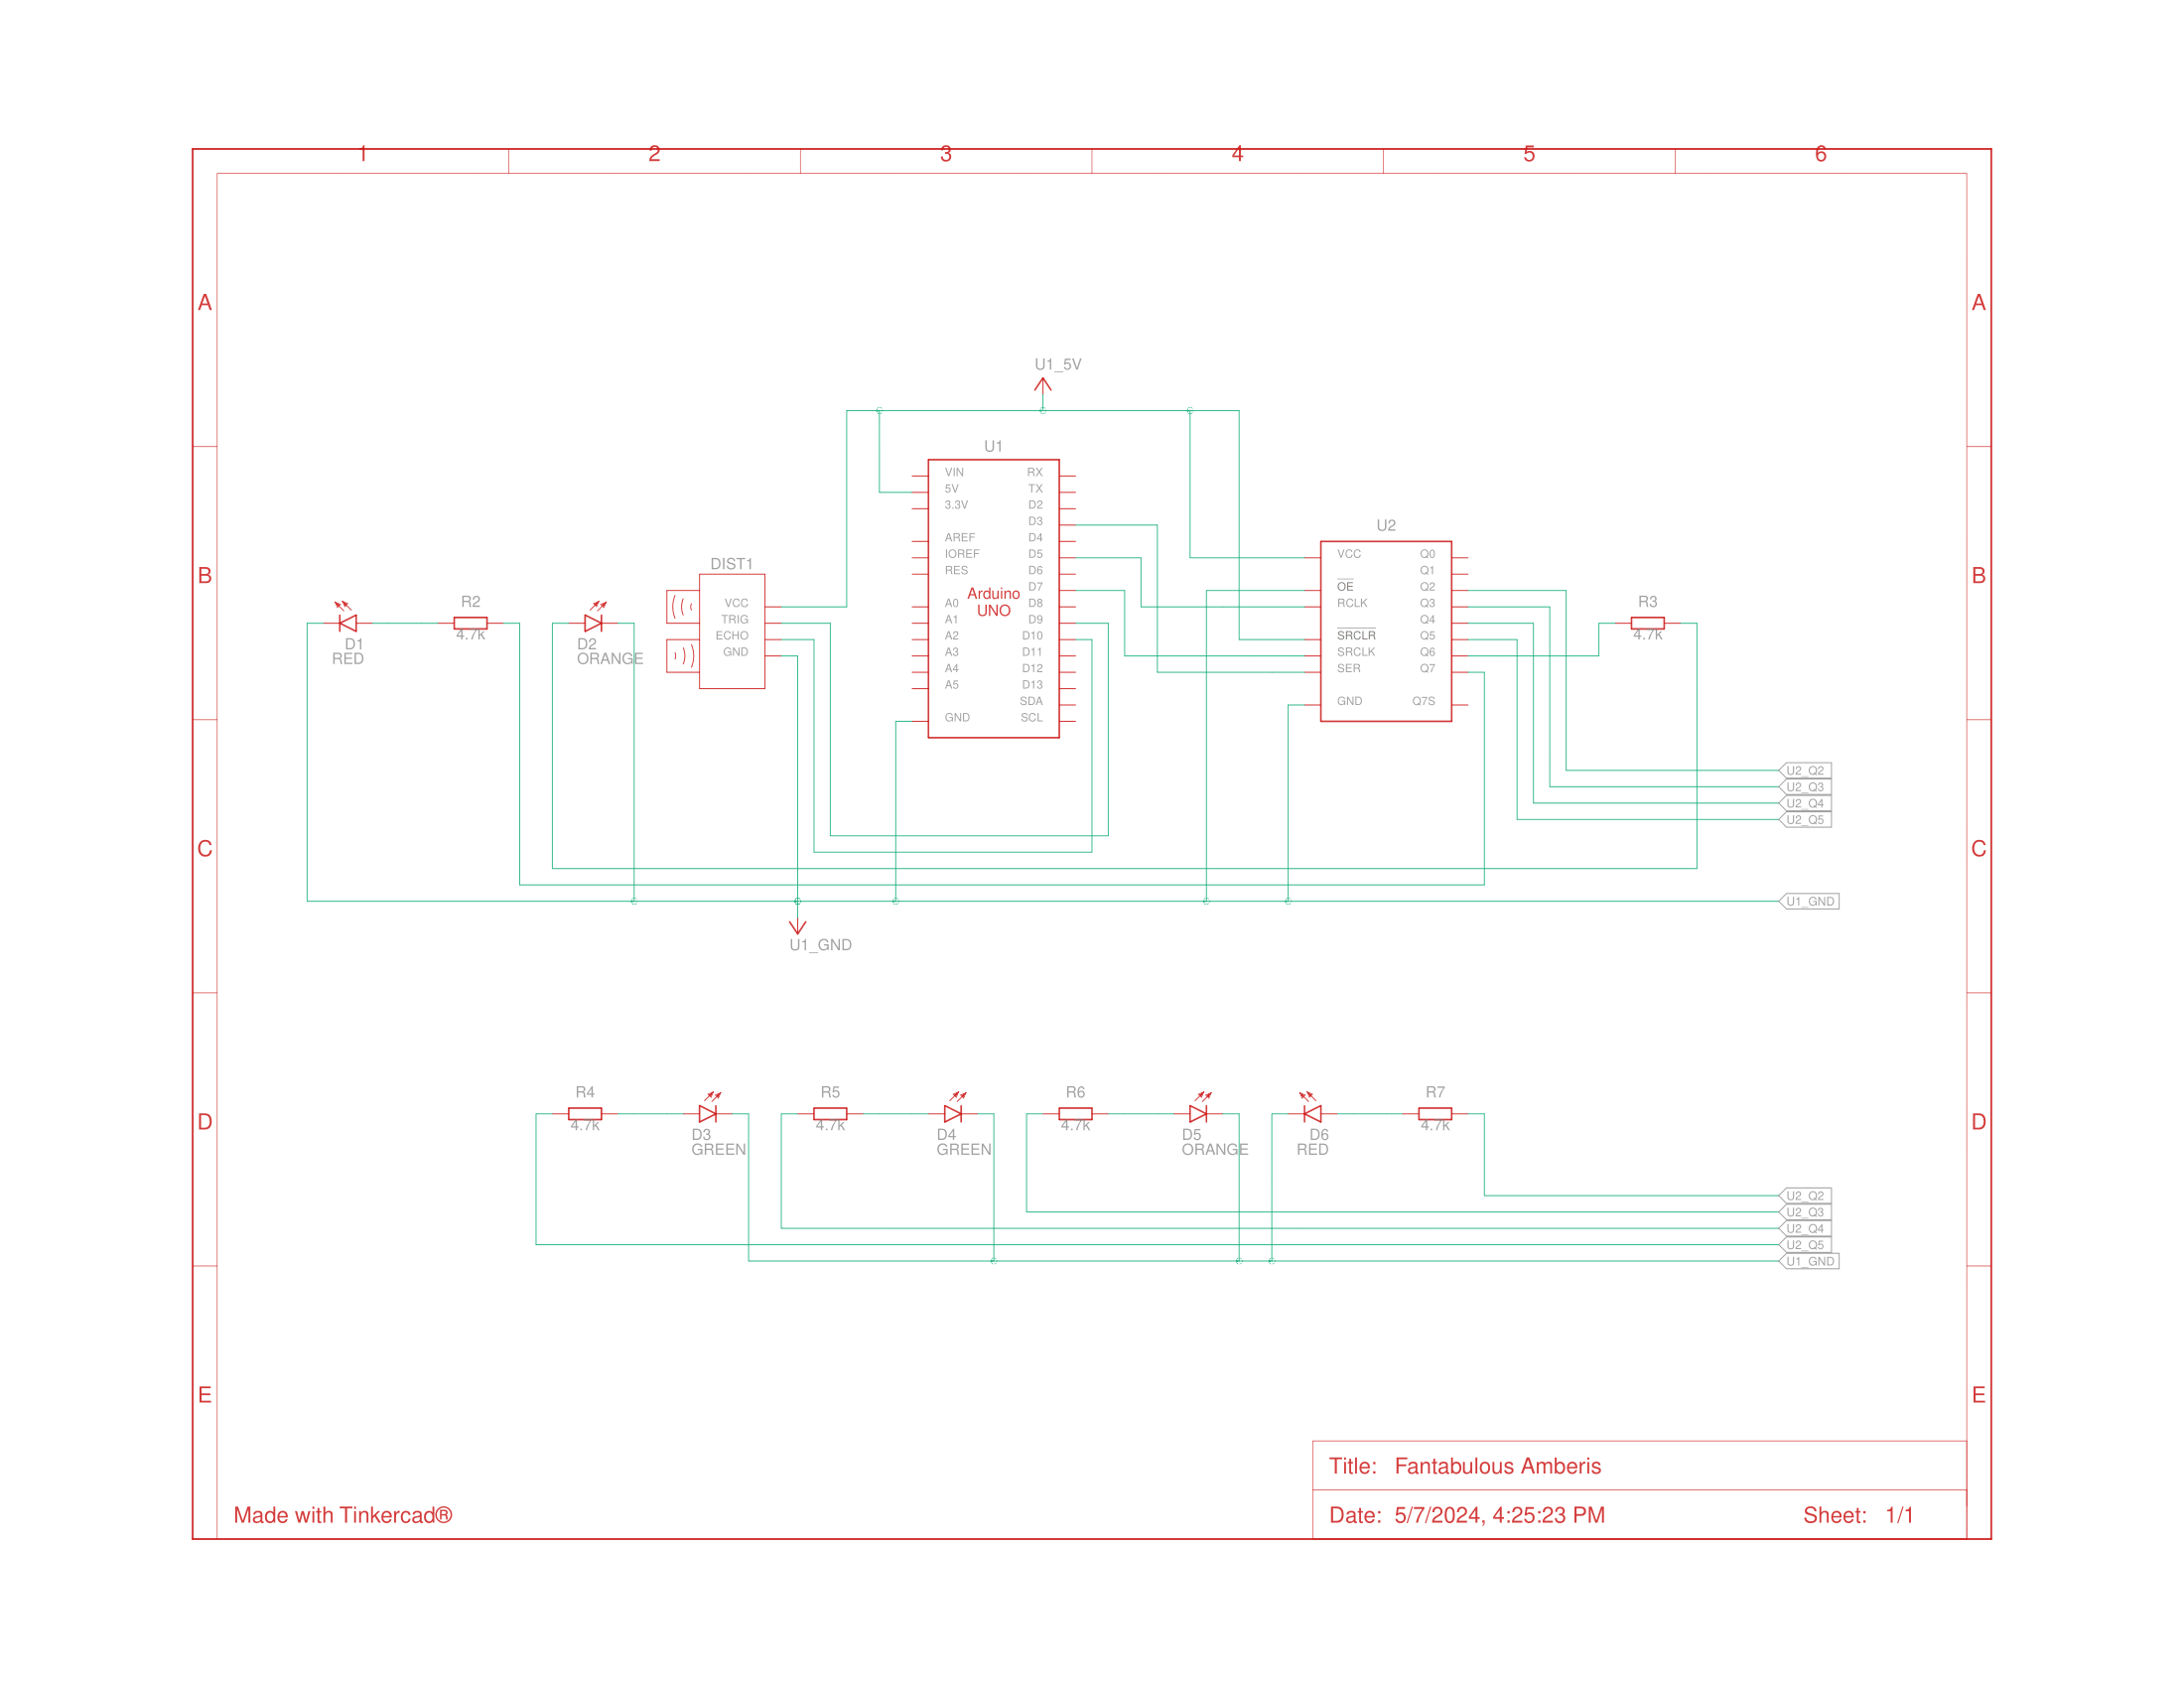 1 2 3 4 5 6
A A
U1_5V
U1
VIN RX
5V TX
3.3V D2
D3
AREF D4
IOREF D5
RES D6
D7
A0 D8
A1 D9
A2 D10
A3 D11
A4 D12
A5 D13
SDA
GND SCL
Arduino
UNO
U2
VCC Q0
Q1
OE Q2
RCLK Q3
Q4
SRCLR Q5
SRCLK Q6
SER Q7
GND Q7S
B B
DIST1
VCC
TRIG
ECHO
GND
R2
4.7k
D1
RED
D2
ORANGE
R3
4.7k
U2_Q2
U2_Q3
U2_Q4
U2_Q5
C C
U1_GND
U1_GND
R4
4.7k
D3
GREEN
R5
4.7k
D4
GREEN
R6
4.7k
D5
ORANGE
D6
RED
R7
4.7k
D D
U2_Q2
U2_Q3
U2_Q4
U2_Q5
U1_GND
E E
Title: Fantabulous Amberis
Made with Tinkercad®
Date: 5/7/2024, 4:25:23 PM Sheet: 1/1